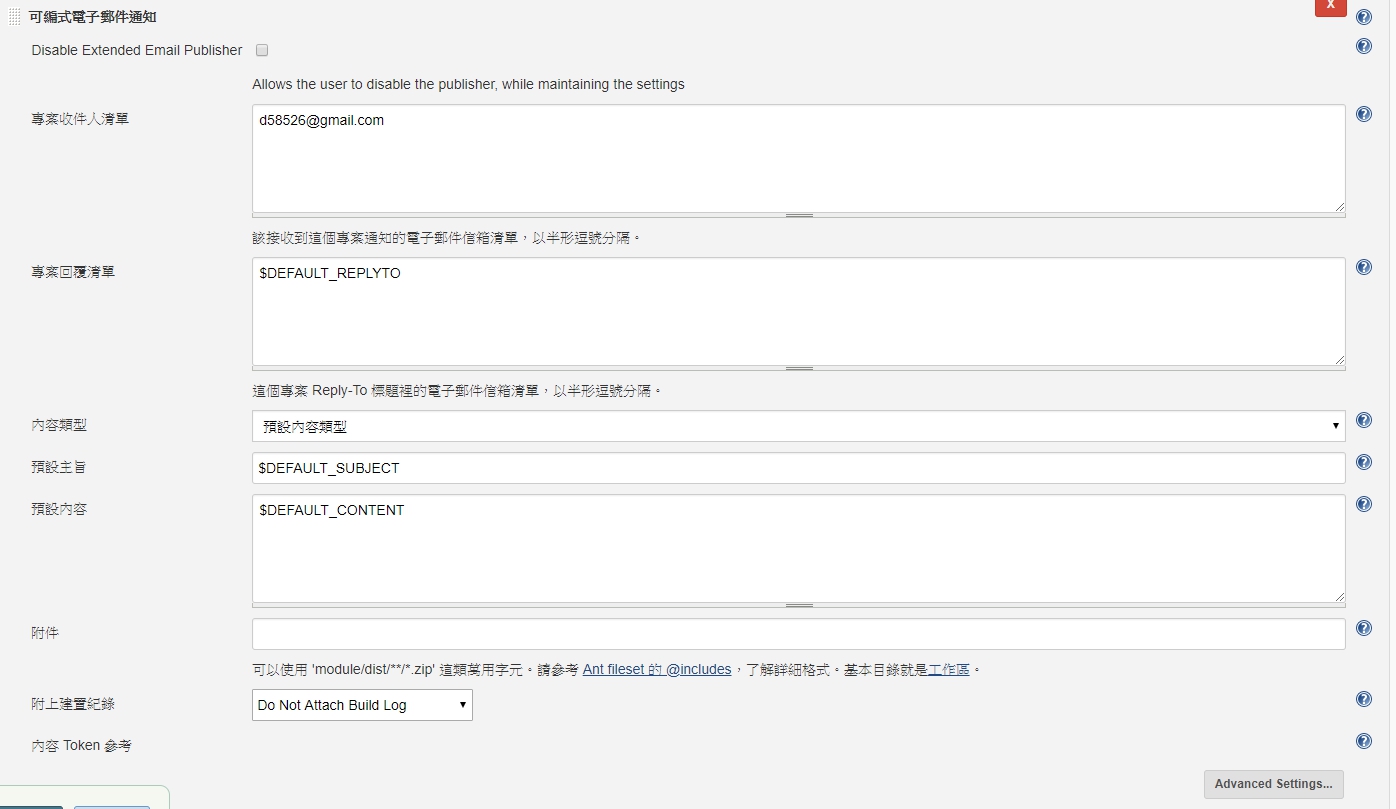 可編式電子郵件通知
X
Disable Extended Email Publisher
Allows the user to disable the publisher, while maintaining the settings
專案收件人清單
d58526@gmail.com
該接收到這個專案通知的電子郵件信箱清單，以半形逗號分隔。
專案回覆清單
$DEFAULT_REPLYTO
這個專案 Reply-To 標題裡的電子郵件信箱清單，以半形逗號分隔。
內容類型
預設內容類型
預設主旨
$DEFAULT_SUBJECT
預設內容
$DEFAULT_CONTENT
附件
可以使用 'module/dist/**/*.zip' 這類萬用字元。請參考 Ant fileset 的 @includes，了解詳細格式。基本目錄就是工作區。
附上建置紀錄
Do Not Attach Build Log
內容 Token 參考
Advanced Settings...